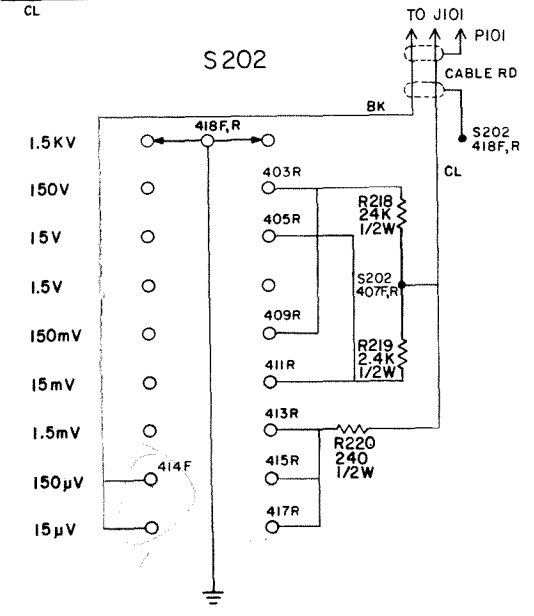 CL
TO J101
P101
S202
CABLE RD
BK
418F,R
S202
418F,R
1.5KV
CL
403R
150V
R218
24K
1/2W
405R
15V
S202
407F,R
1.5V
409R
150mV
R219
2.4K
1/2W
411R
15mV
413R
1.5mV
R220
240
1/2W
414F
415R
150μV
417R
15μV